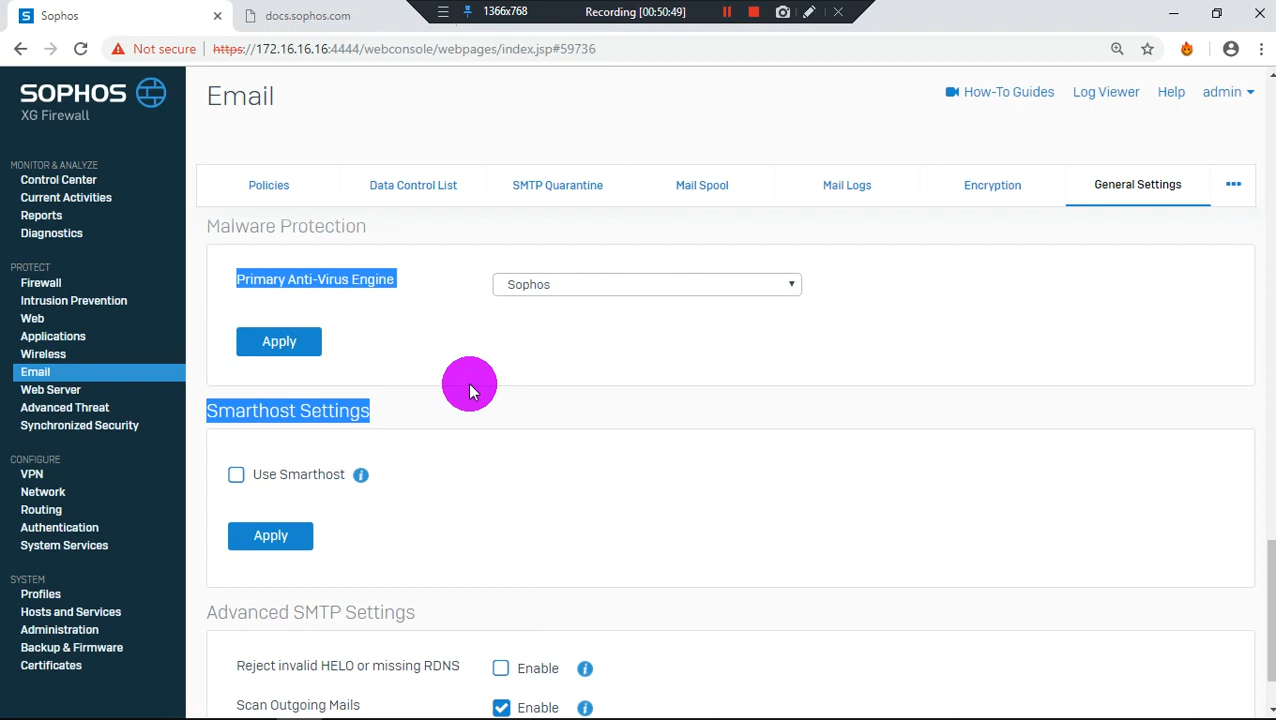 Sophos
docs.sophos.com
1366x768
Recording [00:50:49]
Not secure
https://172.16.16.16:4444/webconsole/webpages/index.jsp#59736
SOPHOS
XG Firewall
MONITOR & ANALYZE
Control Center
Current Activities
Reports
Diagnostics
PROTECT
Firewall
Intrusion Prevention
Web
Applications
Wireless
Email
Web Server
Advanced Threat
Synchronized Security
CONFIGURE
VPN
Network
Routing
Authentication
System Services
SYSTEM
Profiles
Hosts and Services
Administration
Backup & Firmware
Certificates
Email
How-To Guides
Log Viewer
Help
admin
Policies
Data Control List
SMTP Quarantine
Mail Spool
Mail Logs
Encryption
General Settings
Malware Protection
Primary Anti-Virus Engine
Sophos
Apply
Smarthost Settings
Use Smarthost
Apply
Advanced SMTP Settings
Reject invalid HELO or missing RDNS
Enable
Scan Outgoing Mails
Enable